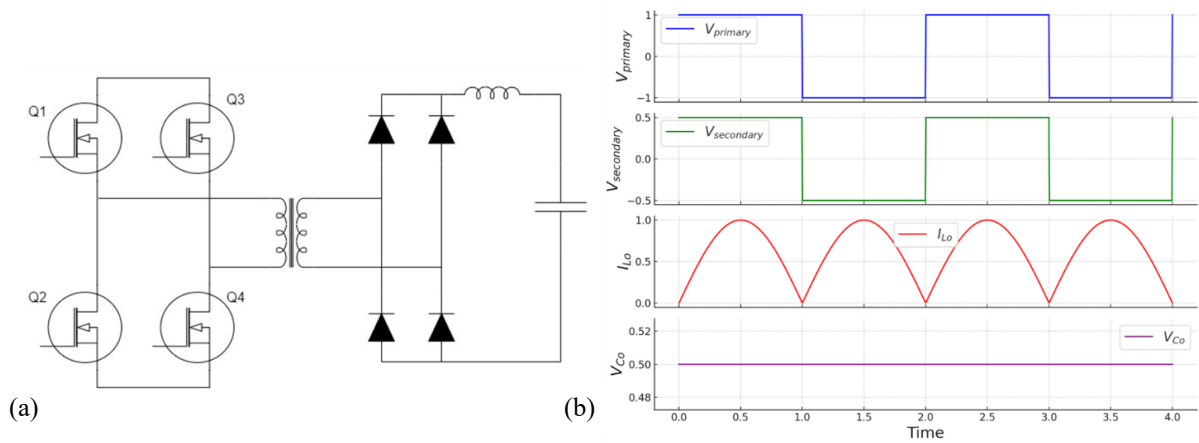 Q1
Q3
Q2
Q4
(a)
(b)
V_primary
1
0
−1
V_primary
V_secondary
0.5
0.0
−0.5
V_secondary
I_Lo
1.0
0.5
0.0
I_Lo
V_Co
0.52
0.50
0.48
V_Co
0.0 0.5 1.0 1.5 2.0 2.5 3.0 3.5 4.0
Time